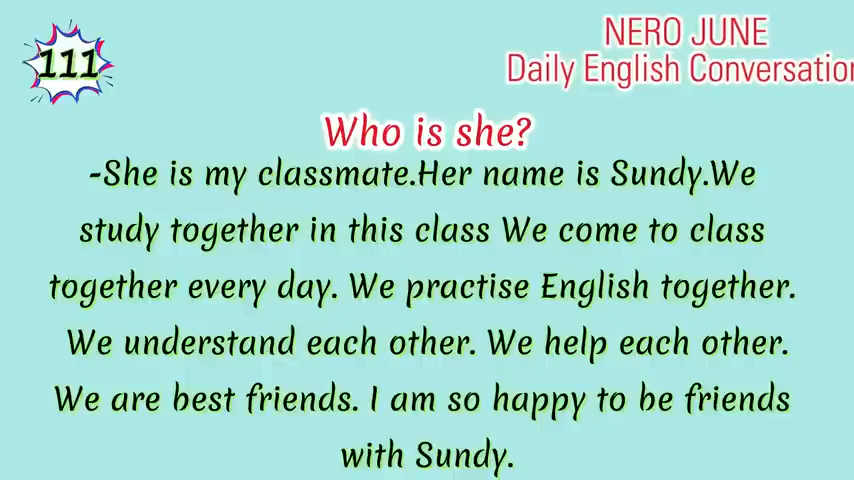 111
NERO JUNE
Daily English Conversation
Who is she?
-She is my classmate.Her name is Sundy.We
study together in this class We come to class
together every day. We practise English together.
We understand each other. We help each other.
We are best friends. I am so happy to be friends
with Sundy.